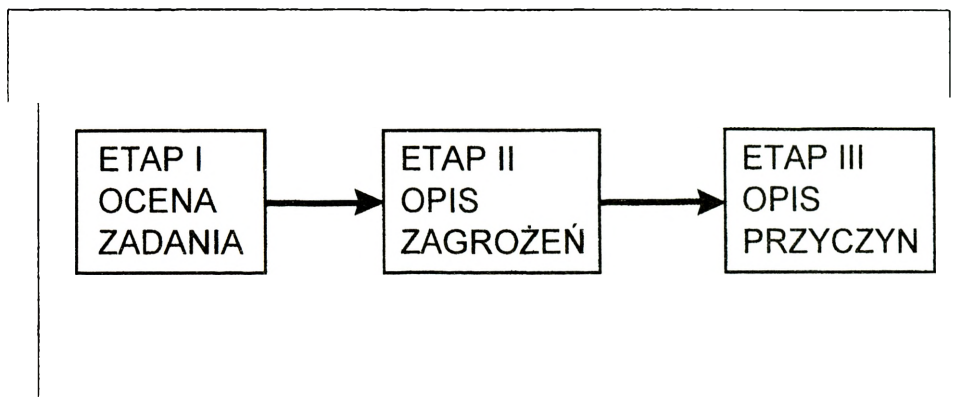 ETAP I
OCENA
ZADANIA
ETAP II
OPIS
ZAGROŻEŃ
ETAP III
OPIS
PRZYCZYN